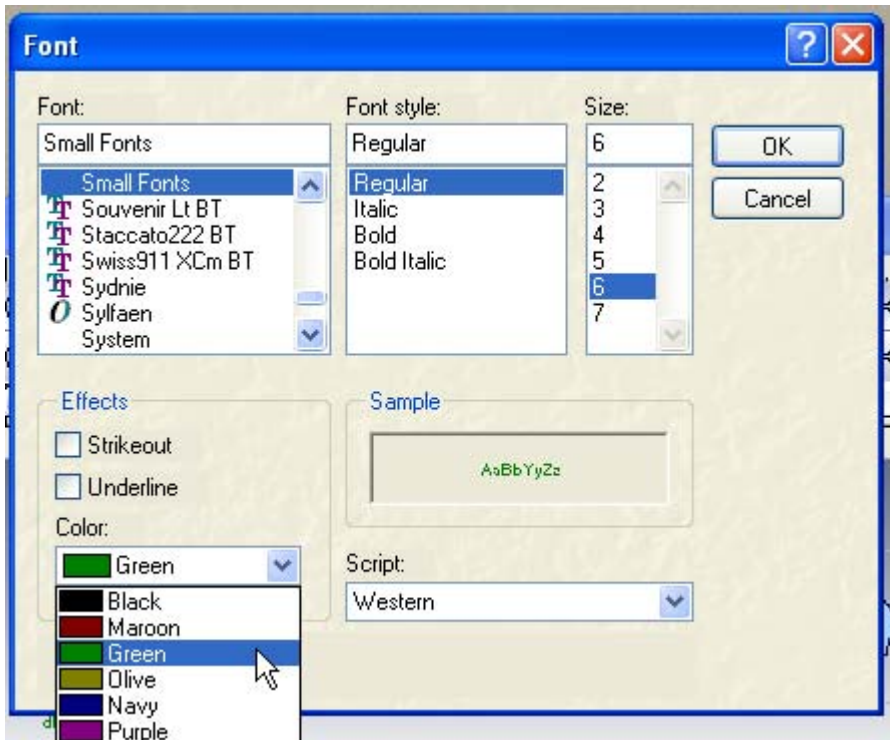 Font
Font:
Small Fonts
Small Fonts
Souvenir Lt BT
Staccato222 BT
Swiss911 XCm BT
Sydnie
Sylfaen
System
Font style:
Regular
Regular
Italic
Bold
Bold Italic
Size:
6
2
3
4
5
6
7
OK
Cancel
Effects
Strikeout
Underline
Color:
Green
Black
Maroon
Green
Olive
Navy
Purple
Sample
AaBbYyZz
Script:
Western